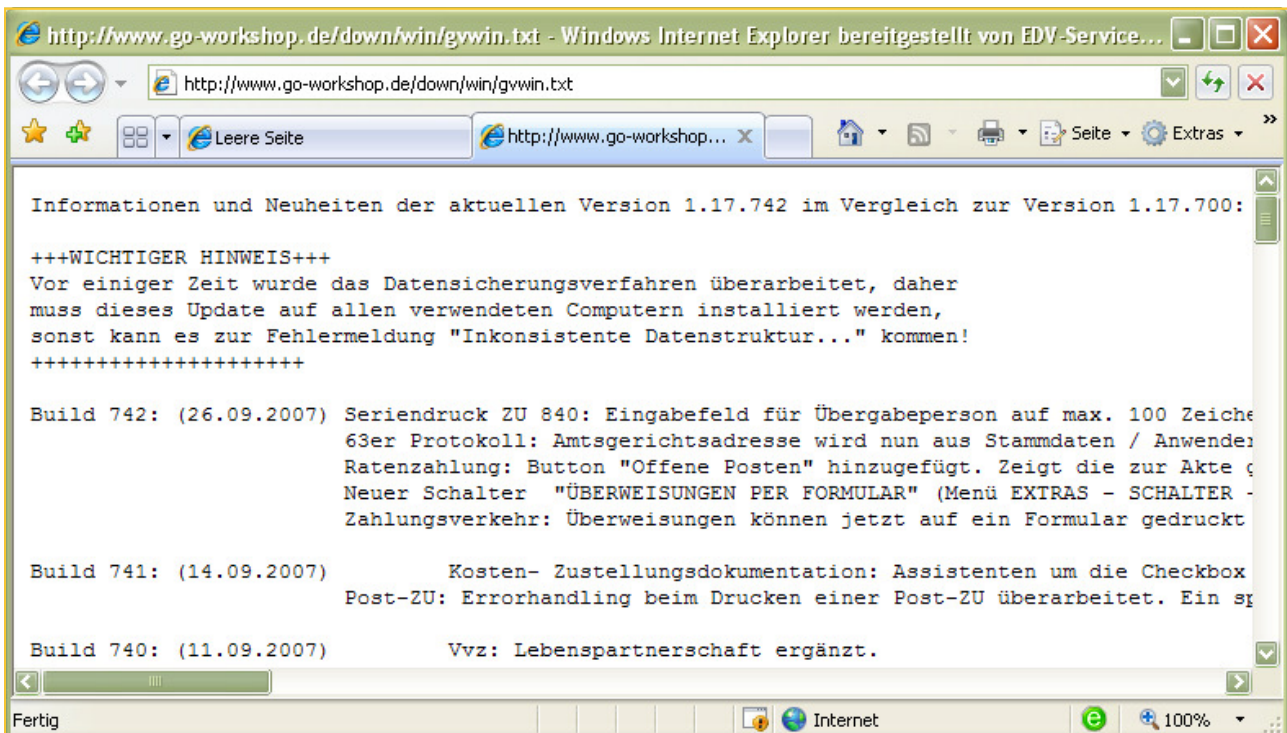 http://www.go-workshop.de/down/win/gvwin.txt - Windows Internet Explorer bereitgestellt von EDV-Service...
http://www.go-workshop.de/down/win/gvwin.txt
Leere Seite http://www.go-workshop... Seite Extras »
Informationen und Neuheiten der aktuellen Version 1.17.742 im Vergleich zur Version 1.17.700:
+++WICHTIGER HINWEIS+++
Vor einiger Zeit wurde das Datensicherungsverfahren überarbeitet, daher
muss dieses Update auf allen verwendeten Computern installiert werden,
sonst kann es zur Fehlermeldung "Inkonsistente Datenstruktur..." kommen!
+++++++++++++++++++++
Build 742: (26.09.2007) Seriendruck ZU 840: Eingabefeld für Übergabeperson auf max. 100 Zeiche
63er Protokoll: Amtsgerichtsadresse wird nun aus Stammdaten / Anwender
Ratenzahlung: Button "Offene Posten" hinzugefügt. Zeigt die zur Akte
Neuer Schalter "ÜBERWEISUNGEN PER FORMULAR" (Menü EXTRAS - SCHALTER -
Zahlungsverkehr: Überweisungen können jetzt auf ein Formular gedruckt
Build 741: (14.09.2007) Kosten- Zustellungsdokumentation: Assistenten um die Checkbox
Post-ZU: Errorhandling beim Drucken einer Post-ZU überarbeitet. Ein
Build 740: (11.09.2007) Vvz: Lebenspartnerschaft ergänzt.
Fertig Internet 100%